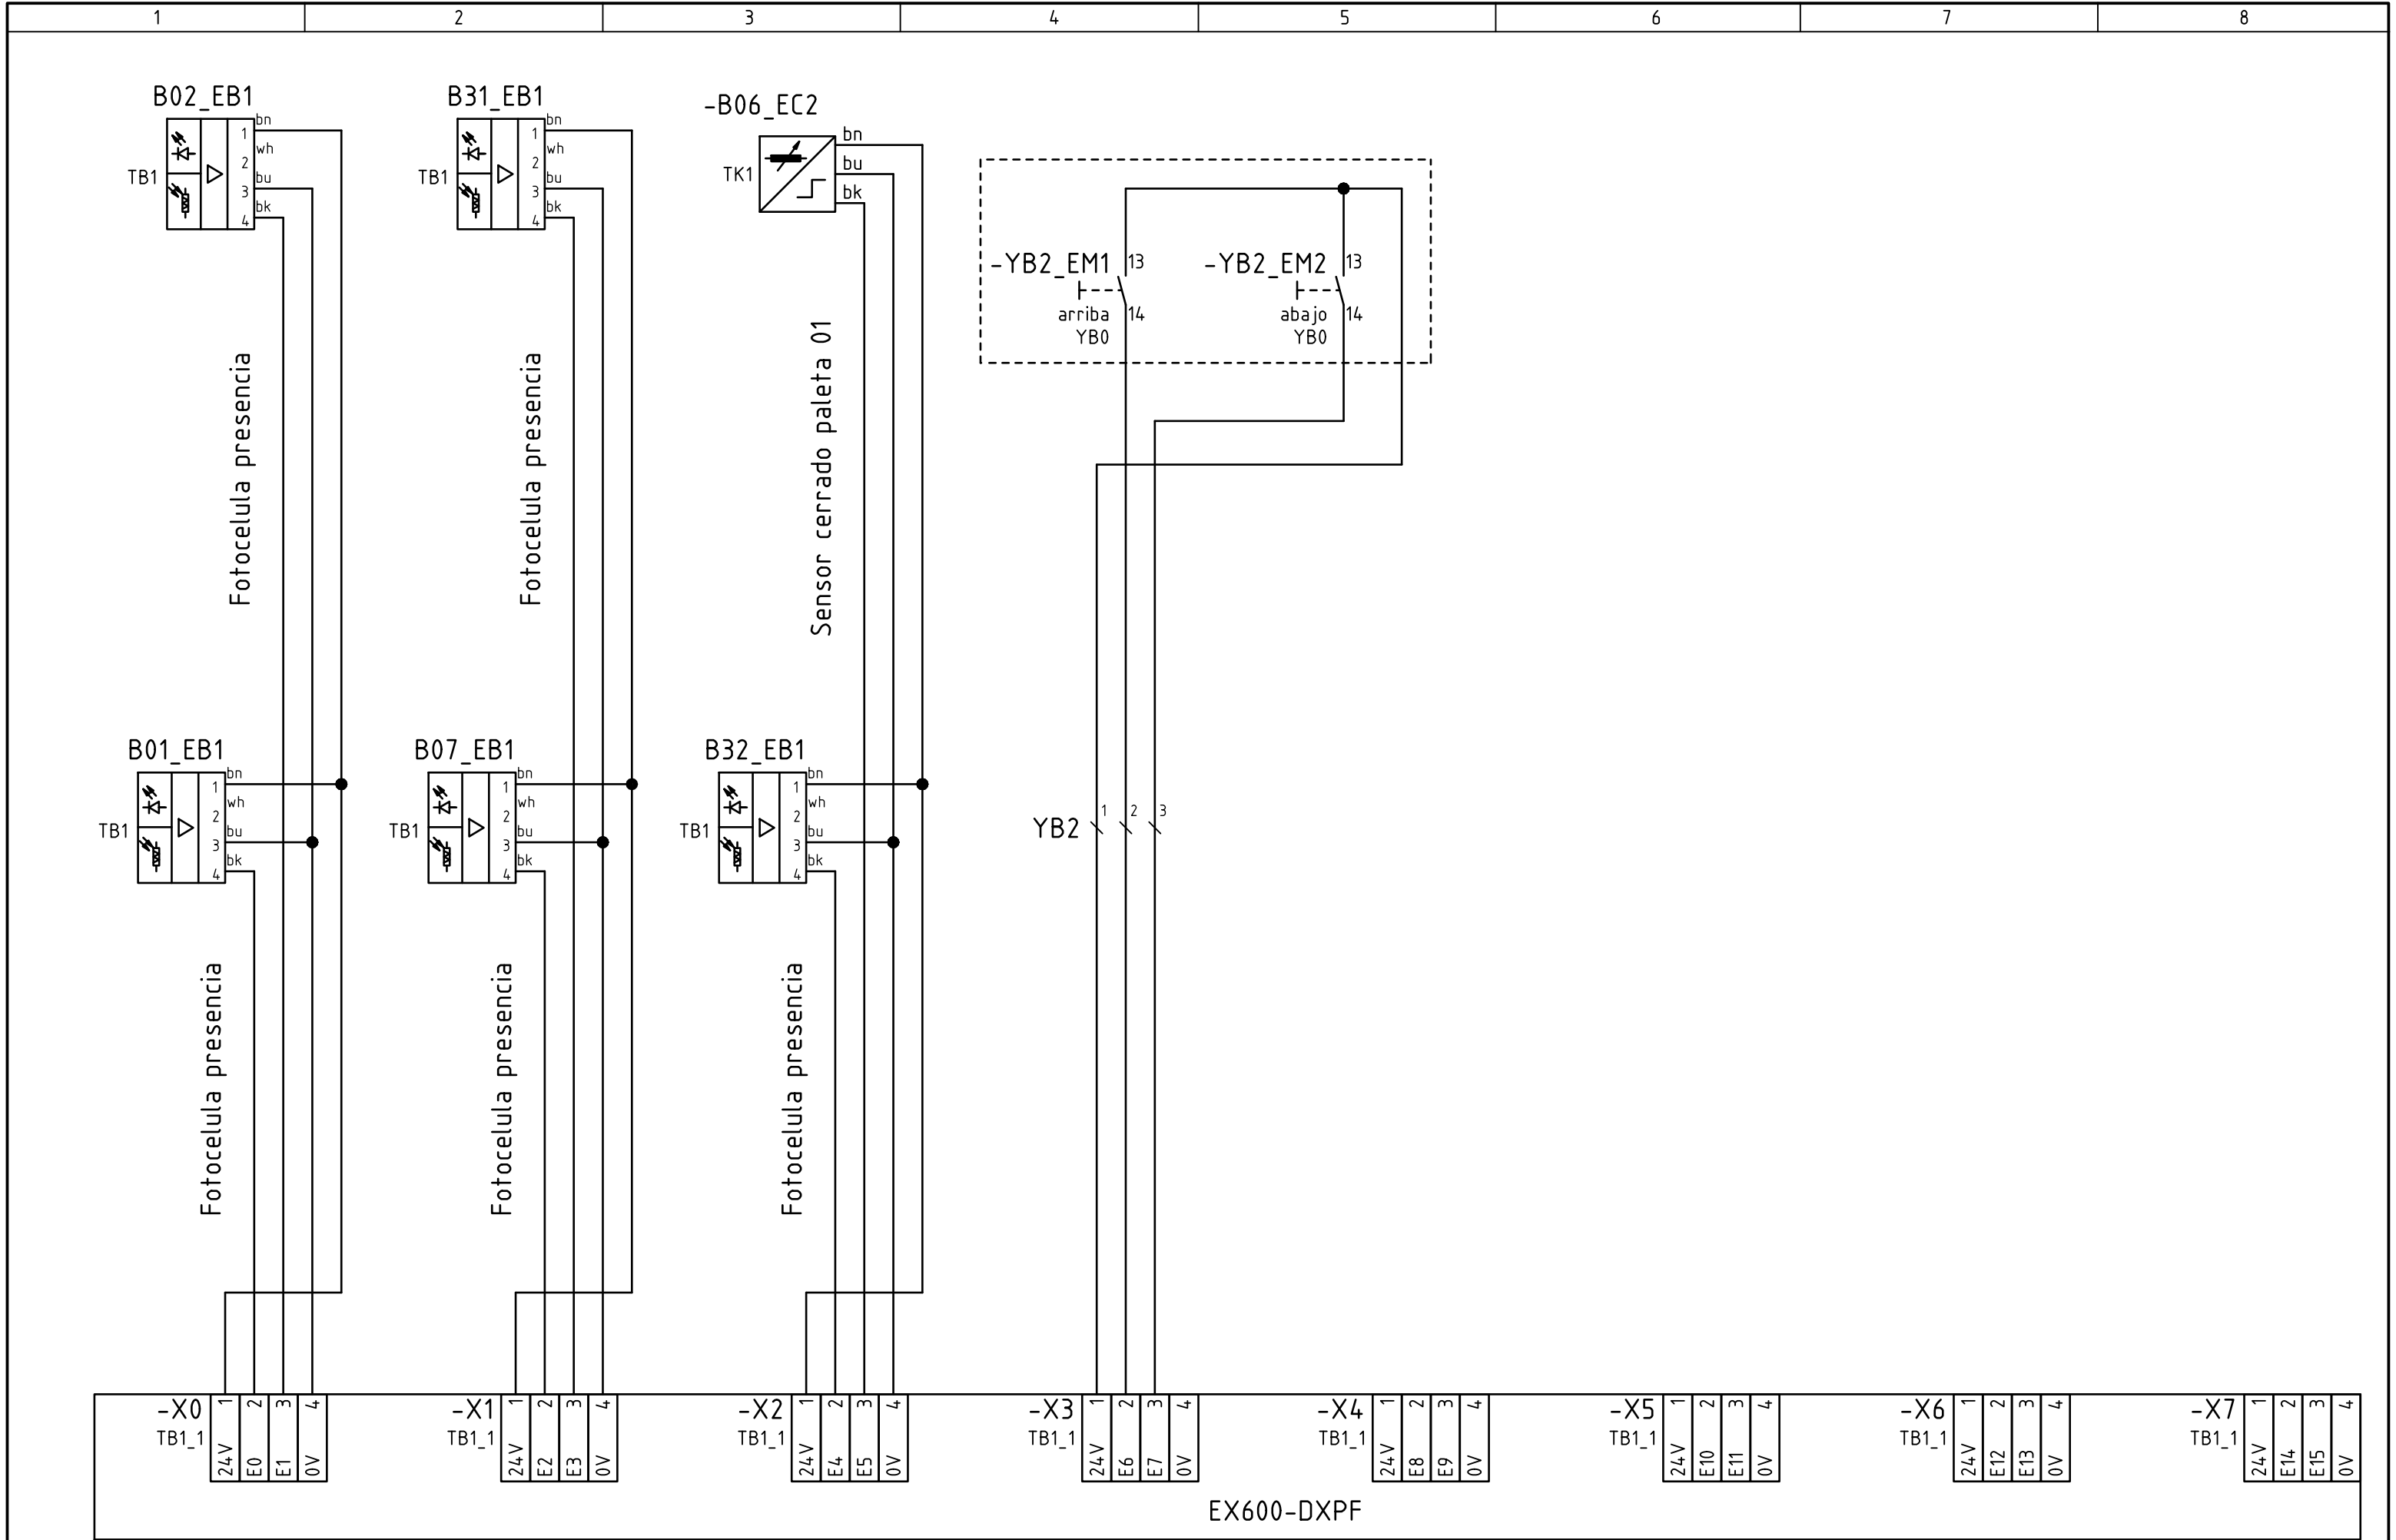 1 2 3 4 5 6 7 8
B02_EB1
TB1
bn
1
wh
2
bu
3
bk
4
Fotocelula presencia
B31_EB1
TB1
bn
1
wh
2
bu
3
bk
4
Fotocelula presencia
-B06_EC2
TK1
bn
bu
bk
Sensor cerrado paleta 01
-YB2_EM1
13
14
arriba
YB0
-YB2_EM2
13
14
abajo
YB0
B01_EB1
TB1
bn
1
wh
2
bu
3
bk
4
Fotocelula presencia
B07_EB1
TB1
bn
1
wh
2
bu
3
bk
4
Fotocelula presencia
B32_EB1
TB1
bn
1
wh
2
bu
3
bk
4
Fotocelula presencia
YB2
1
2
3
-X0
TB1_1
1 2 3 4
24V E0 E1 0V
-X1
TB1_1
1 2 3 4
24V E2 E3 0V
-X2
TB1_1
1 2 3 4
24V E4 E5 0V
-X3
TB1_1
1 2 3 4
24V E6 E7 0V
-X4
TB1_1
1 2 3 4
24V E8 E9 0V
-X5
TB1_1
1 2 3 4
24V E10 E11 0V
-X6
TB1_1
1 2 3 4
24V E12 E13 0V
-X7
TB1_1
1 2 3 4
24V E14 E15 0V
EX600-DXPF